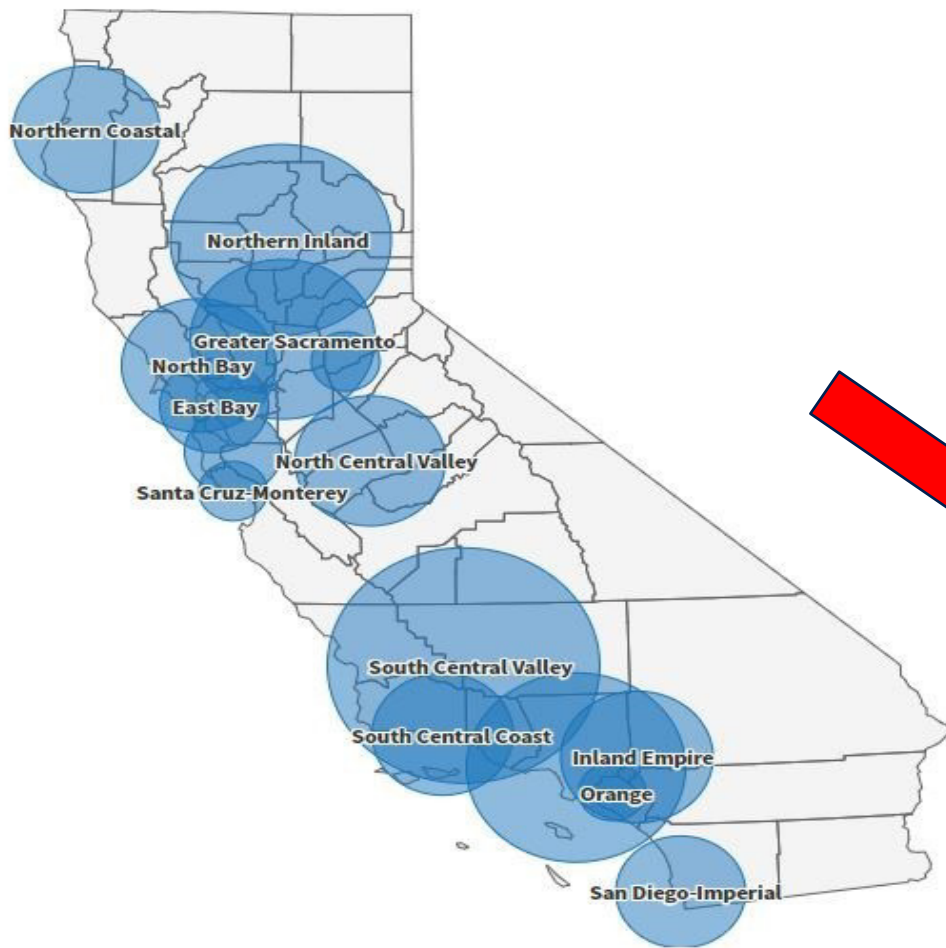 Northern Coastal
Northern Inland
Greater Sacramento
North Bay
East Bay
North Central Valley
Santa Cruz-Monterey
South Central Valley
South Central Coast
Inland Empire
Orange
San Diego-Imperial